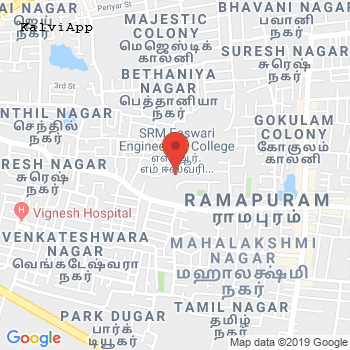 AI NAGAR
ஜெய்
நகர்
KalviApp
Periyar St
MAJESTIC
COLONY
மெஜெஸ்டிக்
காலனி
BHAVANI NAGAR
பவானி
நகர்
SURESH NAGAR
சுரேஷ்
நகர்
3rd St
BETHANIYA
NAGAR
பெத்தானியா
நகர்
NTHIL NAGAR
செந்தில்
நகர்
SRM Easwari
Engineering College
எஸ்.ஆர்.
எம் ஈஸ்வரி...
GOKULAM
COLONY
கோகுலம்
காலனி
RESH NAGAR
சுரேஷ்
நகர்
RAMAPURAM
ராமபுரம்
H
Vignesh Hospital
VENKATESHWARA
NAGAR
வெங்கடேஷ்வரா
நகர்
MAHALAKSHMI
NAGAR
மஹாலக்ஷ்மி
நகர்
PARK DUGAR
பார்க்
டியூகர்
TAMIL NAGAR
தமிழ்
நகர்
Google
Map data ©2019 Google